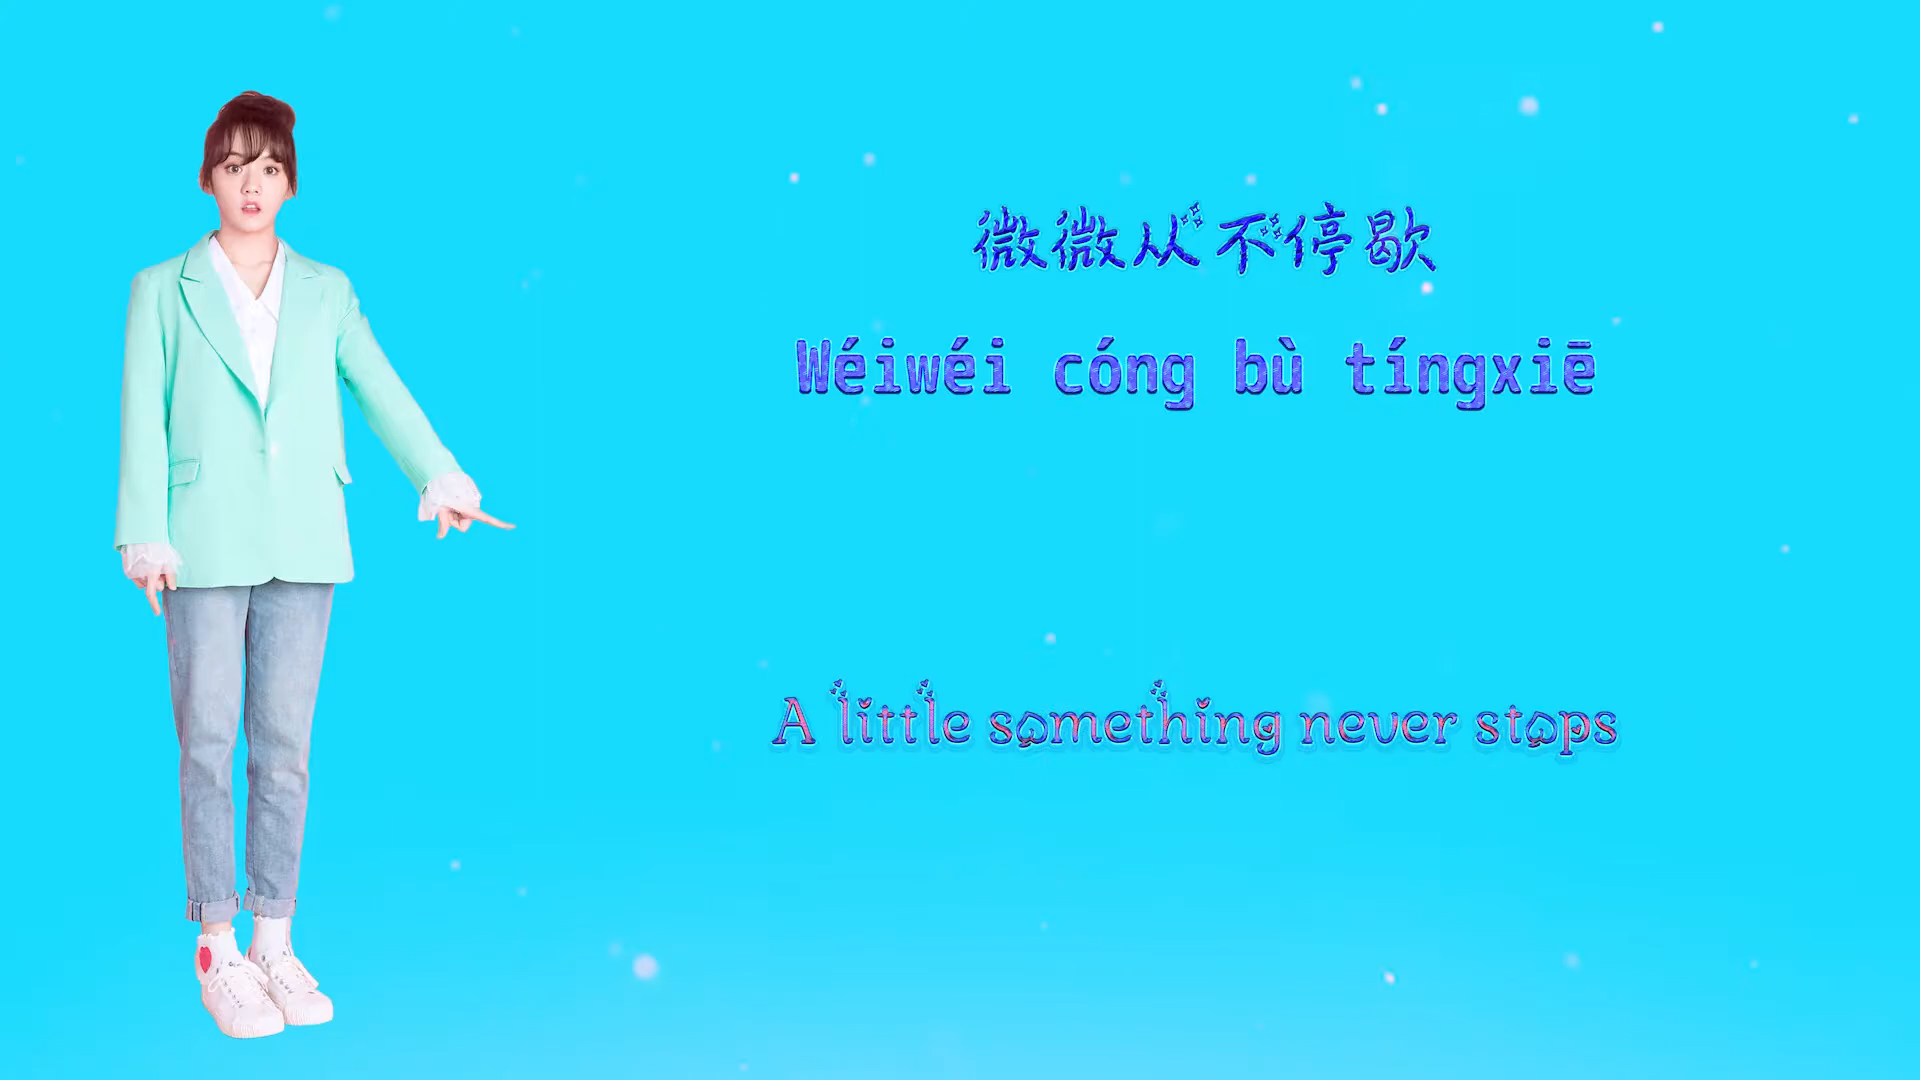 微微从不停歇
Wéiwéi cóng bù tíngxiē
A little something never stops